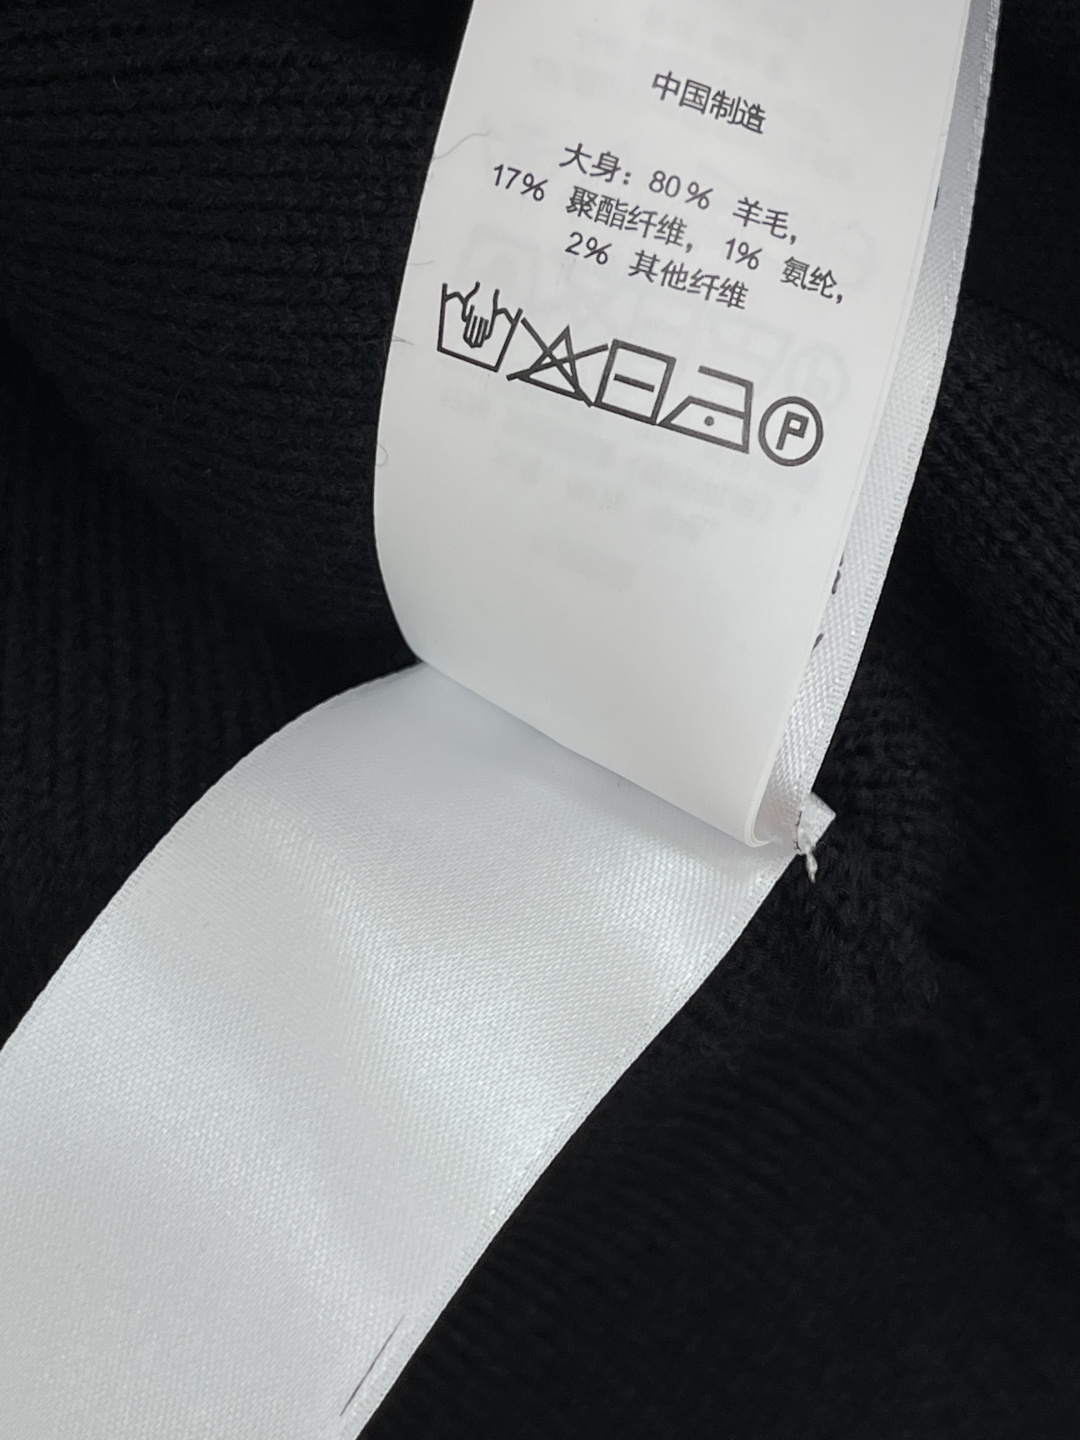 中国制造
大身：80% 羊毛，
17% 聚酯纤维， 1% 氨纶，
2% 其他纤维
P